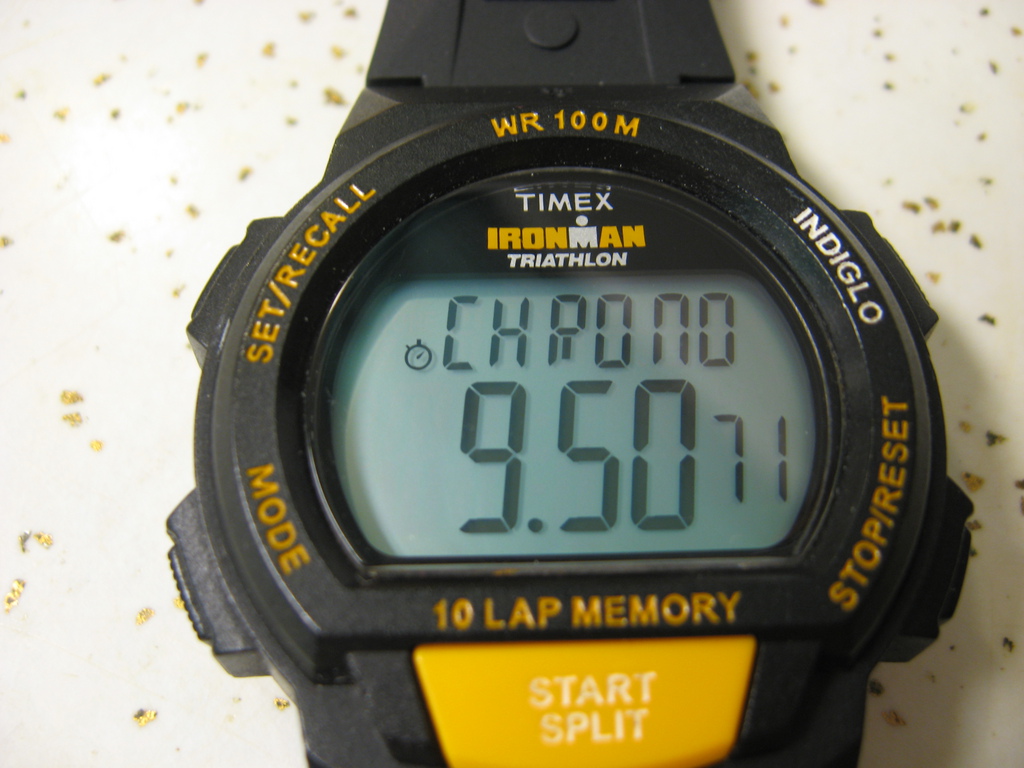 WR 100M
TIMEX
IRONMAN
TRIATHLON
SET/RECALL
INDIGLO
CHRONO
9.50 71
MODE
STOP/RESET
10 LAP MEMORY
START
SPLIT